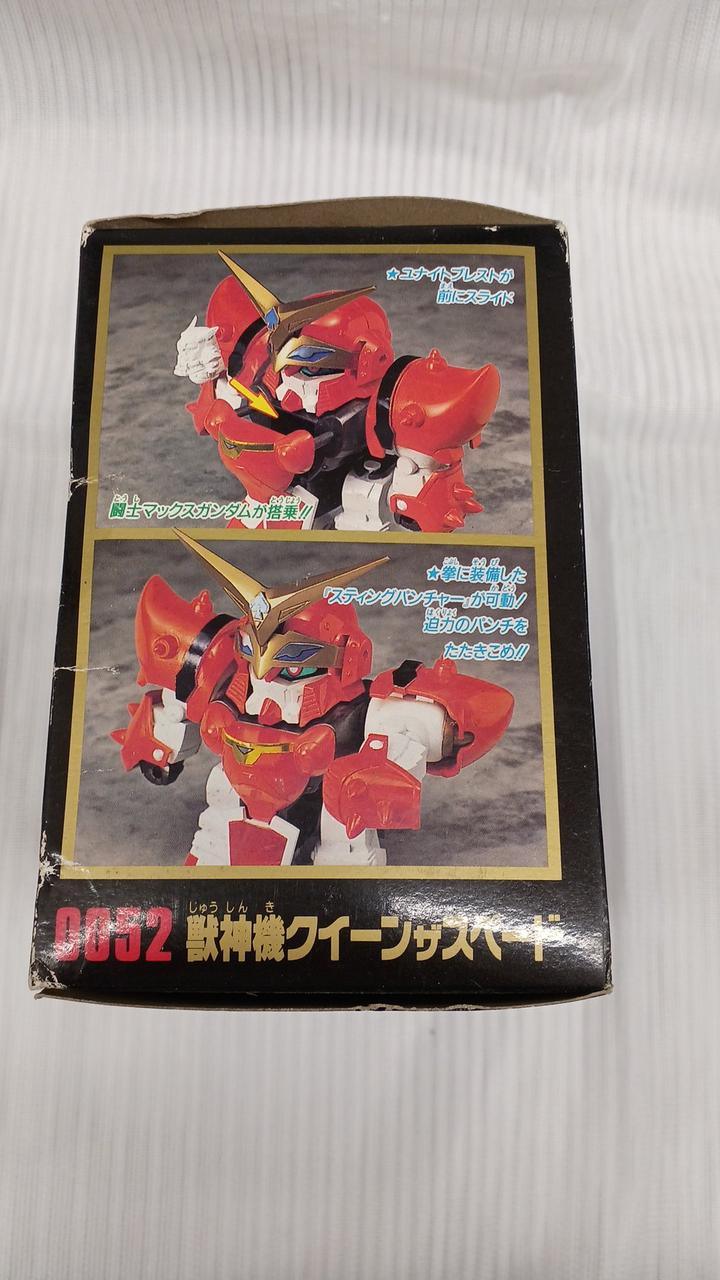 ★ユナイトブレストが
前にスライド
闘士マックスガンダムが搭乗!!
★拳に装備した
『スティングパンチャー』が可動!
迫力のパンチを
たたきこめ!!
0052 獣神機クイーンザスペード